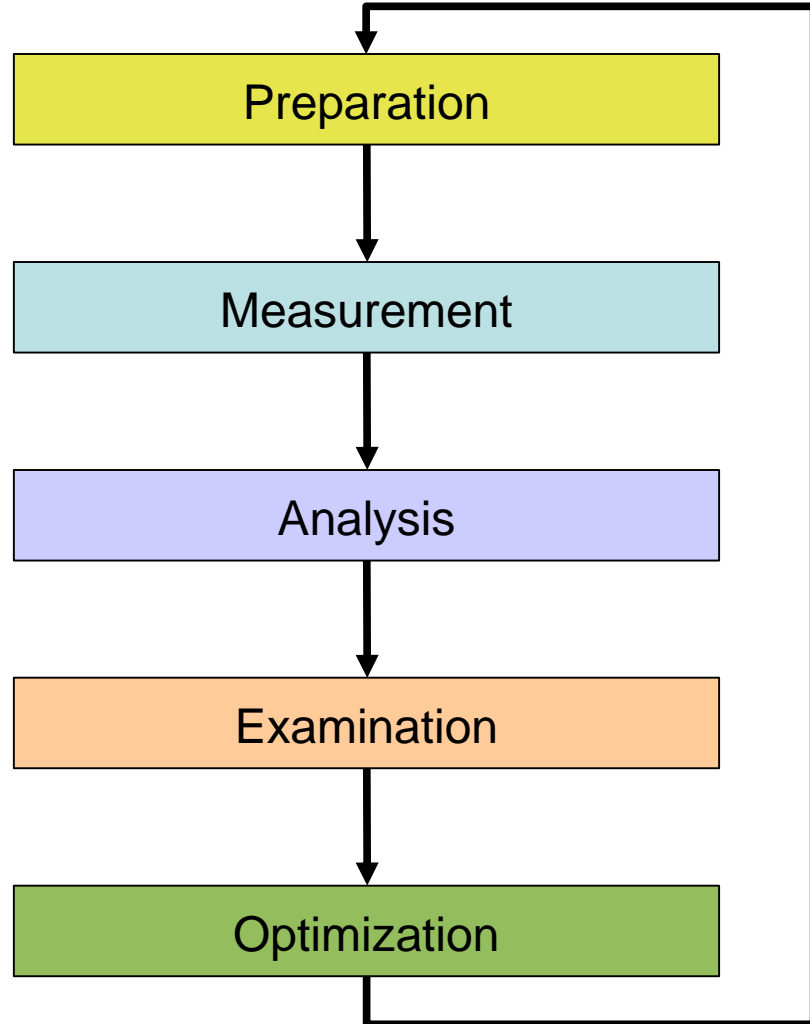 Preparation
Measurement
Analysis
Examination
Optimization